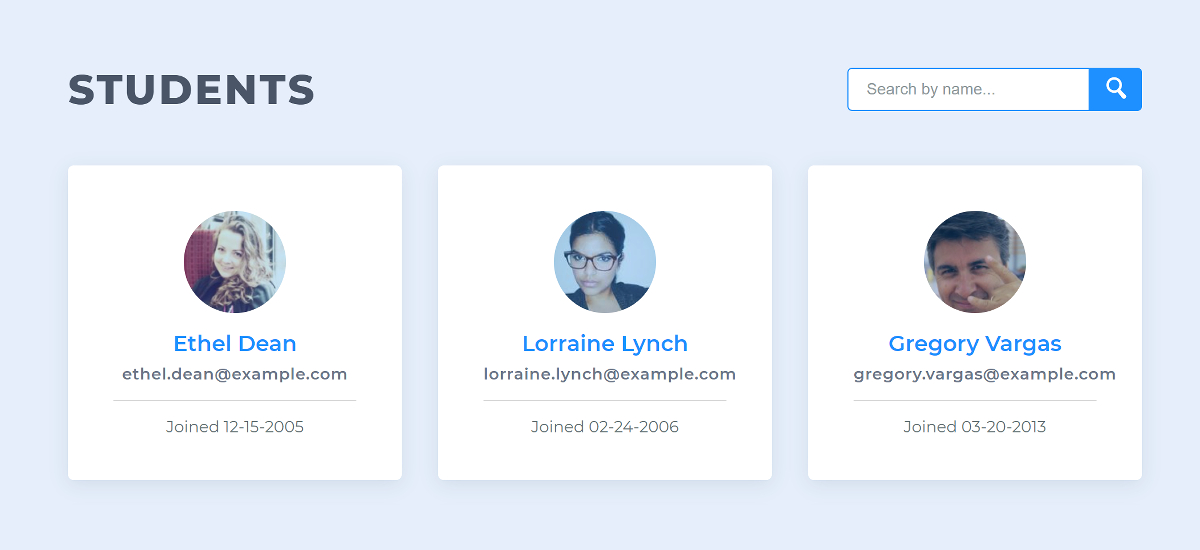 STUDENTS
Search by name...
Ethel Dean
ethel.dean@example.com
Joined 12-15-2005
Lorraine Lynch
lorraine.lynch@example.com
Joined 02-24-2006
Gregory Vargas
gregory.vargas@example.com
Joined 03-20-2013